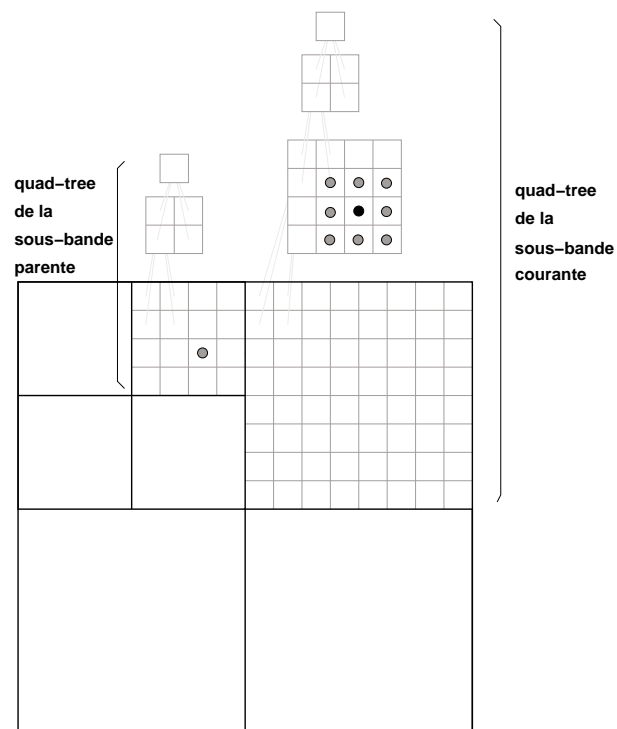 quad−tree
de la
sous−bande
parente
quad−tree
de la
sous−bande
courante